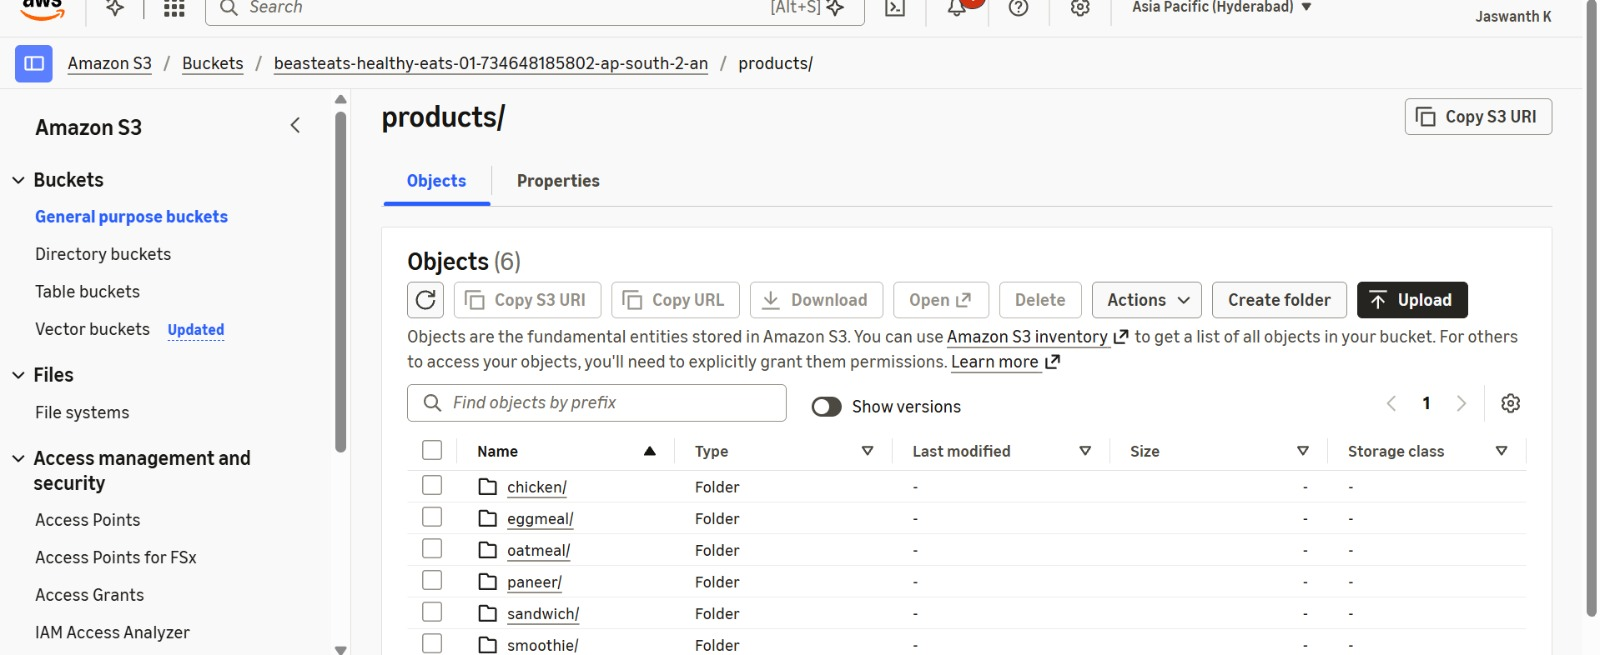 aws
Search
[Alt+S]
Asia Pacific (Hyderabad)
Jaswanth K
Amazon S3 / Buckets / beasteats-healthy-eats-01-734648185802-ap-south-2-an / products/
Amazon S3
Buckets
General purpose buckets
Directory buckets
Table buckets
Vector buckets Updated
Files
File systems
Access management and
security
Access Points
Access Points for FSx
Access Grants
IAM Access Analyzer
products/
Copy S3 URI
Objects Properties
Objects (6)
Copy S3 URI Copy URL Download Open Delete Actions Create folder Upload
Objects are the fundamental entities stored in Amazon S3. You can use Amazon S3 inventory to get a list of all objects in your bucket. For others
to access your objects, you'll need to explicitly grant them permissions. Learn more
Find objects by prefix Show versions 1
Name Type Last modified Size Storage class
chicken/ Folder - - -
eggmeal/ Folder - - -
oatmeal/ Folder - - -
paneer/ Folder - - -
sandwich/ Folder - - -
smoothie/ Folder - - -